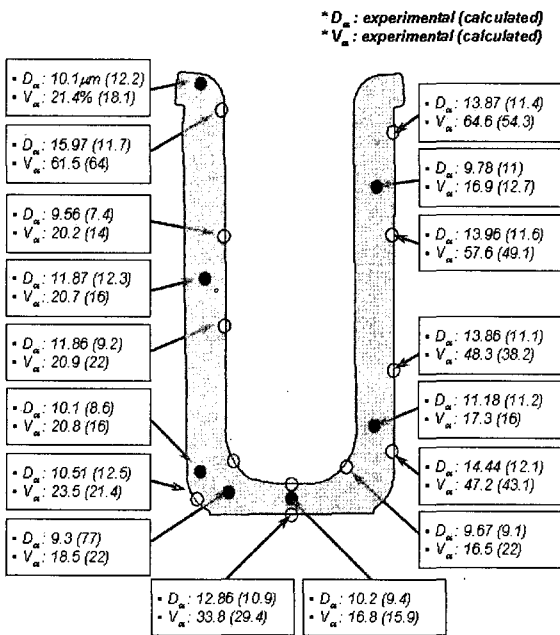 * Dα : experimental (calculated)
* Vα : experimental (calculated)
▪ Dα : 10.1μm (12.2)
▪ Vα : 21.4% (18.1)
▪ Dα : 15.97 (11.7)
▪ Vα : 61.5 (64)
▪ Dα : 9.56 (7.4)
▪ Vα : 20.2 (14)
▪ Dα : 11.87 (12.3)
▪ Vα : 20.7 (16)
▪ Dα : 11.86 (9.2)
▪ Vα : 20.9 (22)
▪ Dα : 10.1 (8.6)
▪ Vα : 20.8 (16)
▪ Dα : 10.51 (12.5)
▪ Vα : 23.5 (21.4)
▪ Dα : 9.3 (77)
▪ Vα : 18.5 (22)
▪ Dα : 13.87 (11.4)
▪ Vα : 64.6 (54.3)
▪ Dα : 9.78 (11)
▪ Vα : 16.9 (12.7)
▪ Dα : 13.96 (11.6)
▪ Vα : 57.6 (49.1)
▪ Dα : 13.86 (11.1)
▪ Vα : 48.3 (38.2)
▪ Dα : 11.18 (11.2)
▪ Vα : 17.3 (16)
▪ Dα : 14.44 (12.1)
▪ Vα : 47.2 (43.1)
▪ Dα : 9.67 (9.1)
▪ Vα : 16.5 (22)
▪ Dα : 12.86 (10.9)
▪ Vα : 33.8 (29.4)
▪ Dα : 10.2 (9.4)
▪ Vα : 16.8 (15.9)